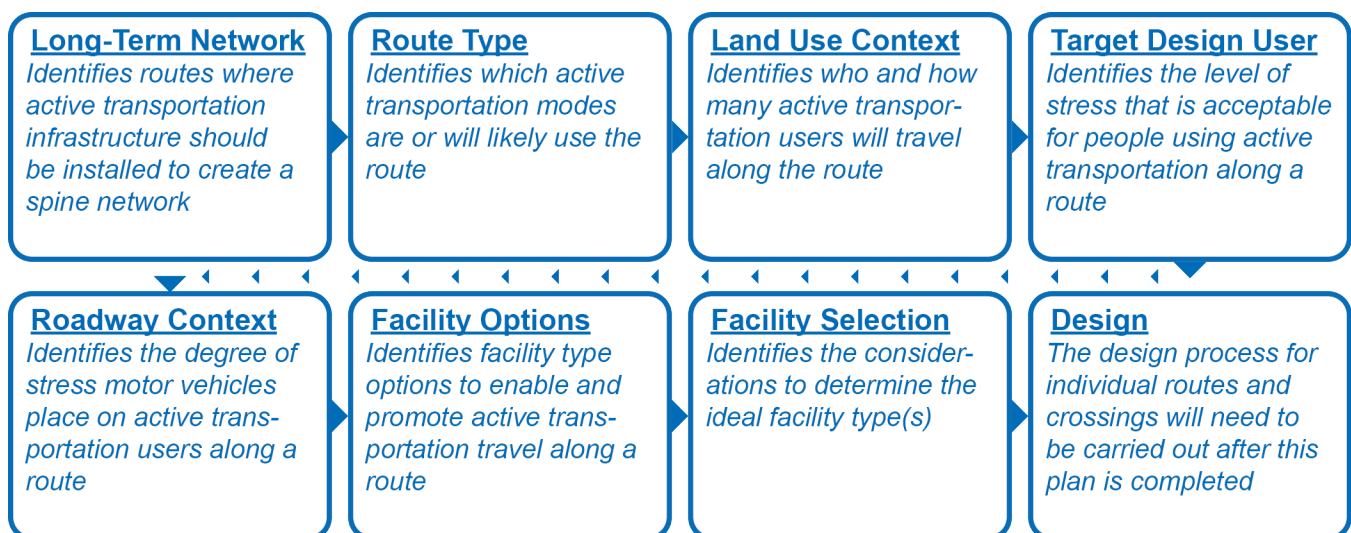 Long-Term Network
Identifies routes where
active transportation
infrastructure should
be installed to create a
spine network
Route Type
Identifies which active
transportation modes
are or will likely use the
route
Land Use Context
Identifies who and how
many active transpor-
tation users will travel
along the route
Target Design User
Identifies the level of
stress that is acceptable
for people using active
transportation along a
route
Roadway Context
Identifies the degree of
stress motor vehicles
place on active trans-
portation users along a
route
Facility Options
Identifies facility type
options to enable and
promote active trans-
portation travel along a
route
Facility Selection
Identifies the consider-
ations to determine the
ideal facility type(s)
Design
The design process for
individual routes and
crossings will need to
be carried out after this
plan is completed